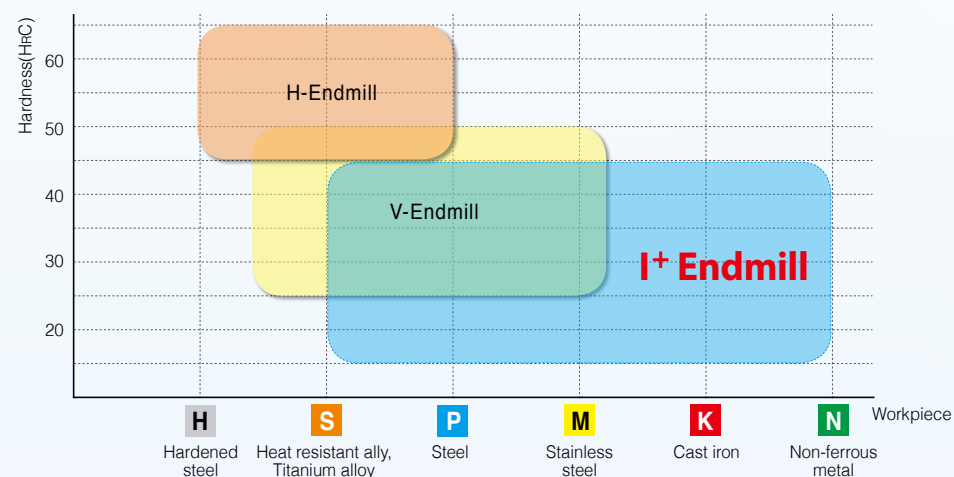 Hardness(HRC)
60
50
40
30
20
H-Endmill
V-Endmill
I+ Endmill
H
S
P
M
K
N
Workpiece
Hardened
steel
Heat resistant ally,
Titanium alloy
Steel
Stainless
steel
Cast iron
Non-ferrous
metal